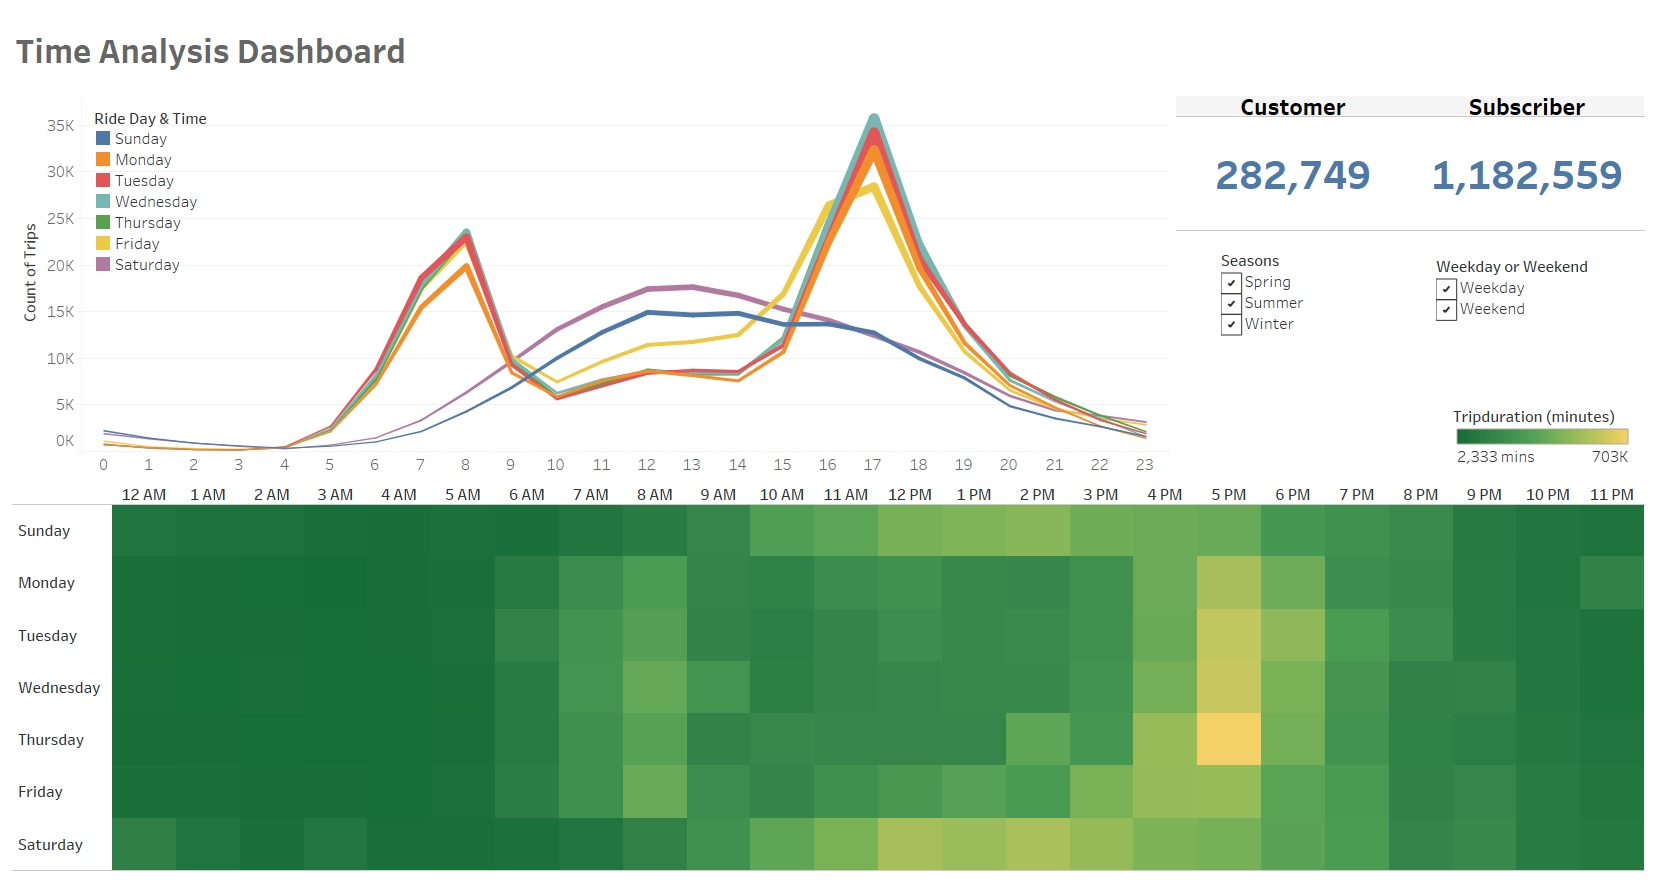 Time Analysis Dashboard
Ride Day & Time
Sunday
Monday
Tuesday
Wednesday
Thursday
Friday
Saturday
Count of Trips
35K
30K
25K
20K
15K
10K
5K
0K
0 1 2 3 4 5 6 7 8 9 10 11 12 13 14 15 16 17 18 19 20 21 22 23
Customer Subscriber
282,749 1,182,559
Seasons
Spring
Summer
Winter
Weekday or Weekend
Weekday
Weekend
Tripduration (minutes)
2,333 mins 703K
12 AM 1 AM 2 AM 3 AM 4 AM 5 AM 6 AM 7 AM 8 AM 9 AM 10 AM 11 AM 12 PM 1 PM 2 PM 3 PM 4 PM 5 PM 6 PM 7 PM 8 PM 9 PM 10 PM 11 PM
Sunday
Monday
Tuesday
Wednesday
Thursday
Friday
Saturday